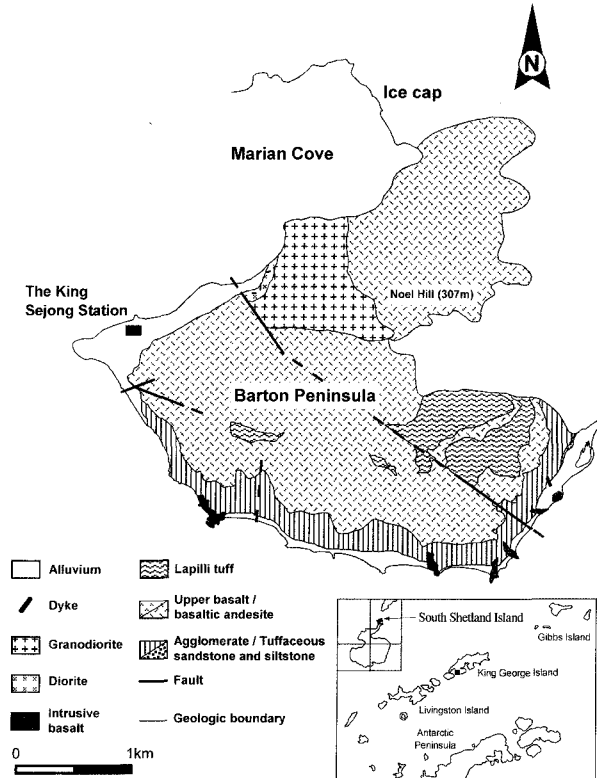 N
Ice cap
Marian Cove
Noel Hill (307m)
The King
Sejong Station
Barton Peninsula
Alluvium
Dyke
Granodiorite
Diorite
Intrusive
basalt
Lapilli tuff
Upper basalt /
basaltic andesite
Agglomerate / Tuffaceous
sandstone and siltstone
Fault
Geologic boundary
0 1km
South Shetland Island
Gibbs Island
King George Island
N
Livingston Island
Antarctic
Peninsula